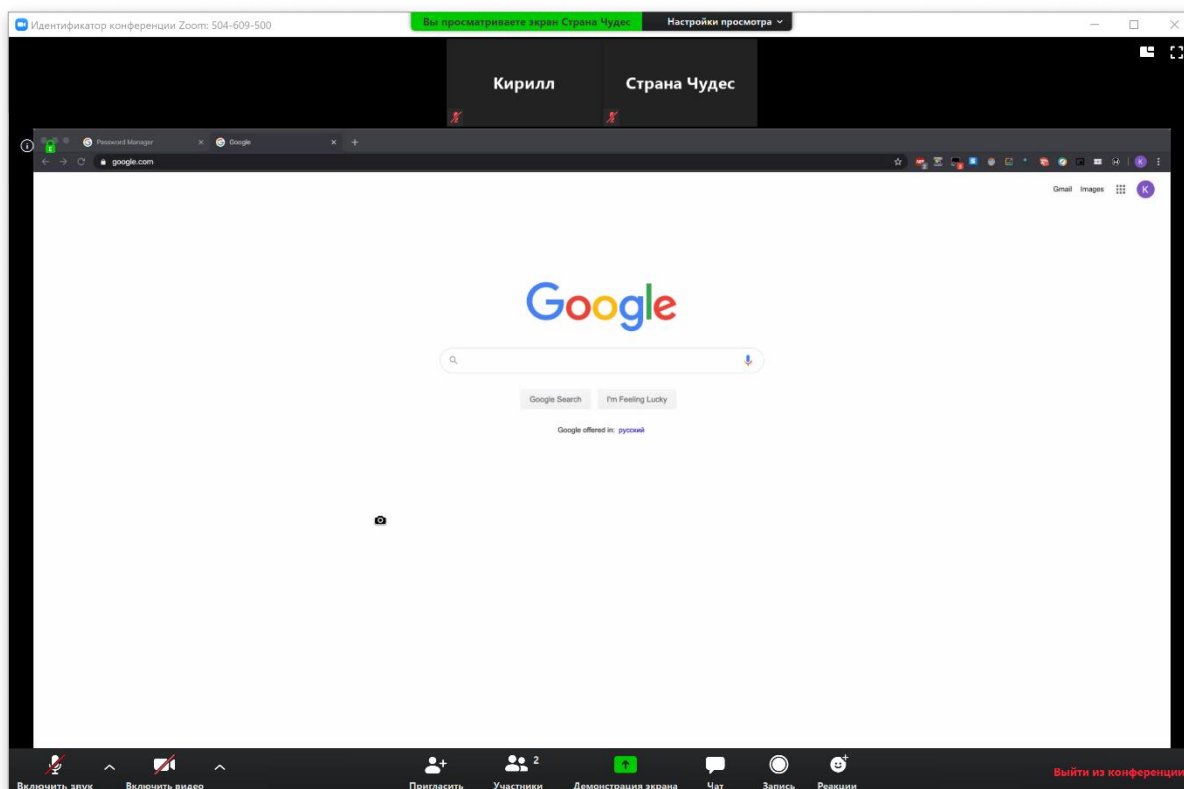 Идентификатор конференции Zoom: 504-609-500
Вы просматриваете экран Страна Чудес
Настройки просмотра
Кирилл
Страна Чудес
Password Manager
Google
google.com
K
Gmail
Images
K
Google
Google Search
I'm Feeling Lucky
Google offered in: русский
2
Включить звук
Включить видео
Пригласить
Участники
Демонстрация экрана
Чат
Запись
Реакции
Выйти из конференции